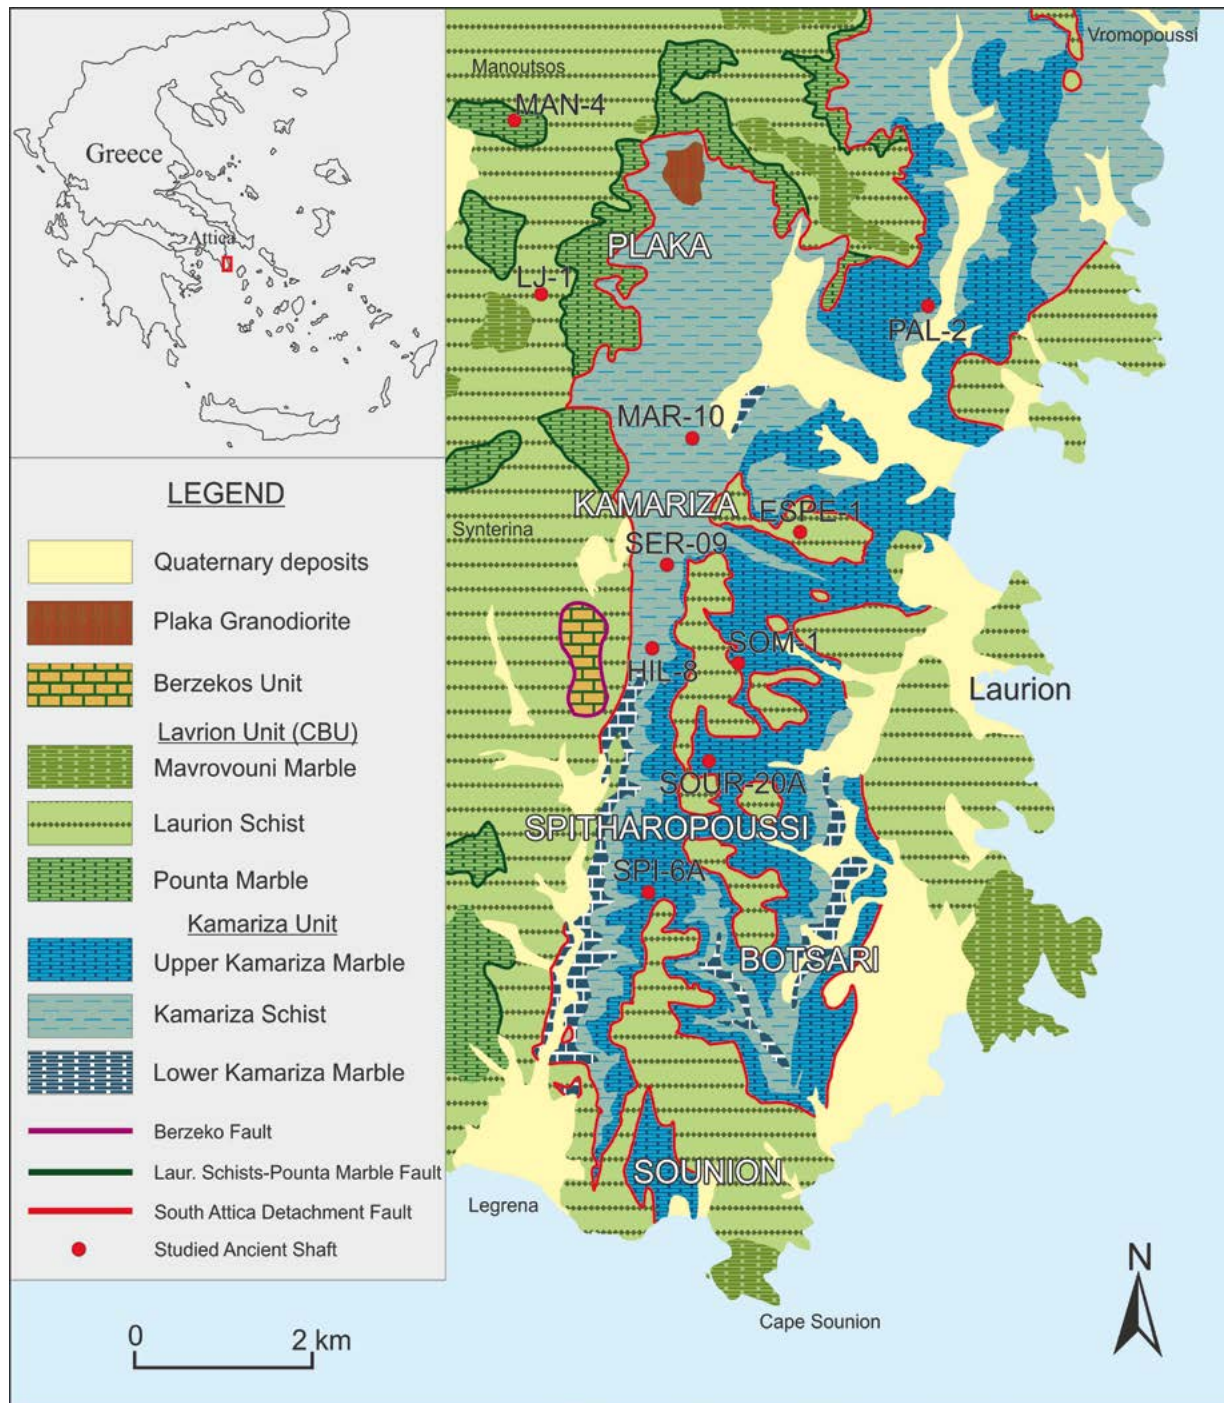 Greece
Attica
LEGEND
Quaternary deposits
Plaka Granodiorite
Berzekos Unit
Lavrion Unit (CBU)
Mavrovouni Marble
Laurion Schist
Pounta Marble
Kamariza Unit
Upper Kamariza Marble
Kamariza Schist
Lower Kamariza Marble
Berzeko Fault
Laur. Schists-Pounta Marble Fault
South Attica Detachment Fault
Studied Ancient Shaft
0 2 km
Vromopoussi
Manoutsos
MAN-4
PLAKA
LJ-1
PAL-2
MAR-10
KAMARIZA
ESPE-1
Synterina
SER-09
SOM-1
HIL-8
Laurion
SOUR-20A
SPITHAROPOUSSI
SPI-6A
BOTSARI
SOUNION
Legrena
Cape Sounion
N